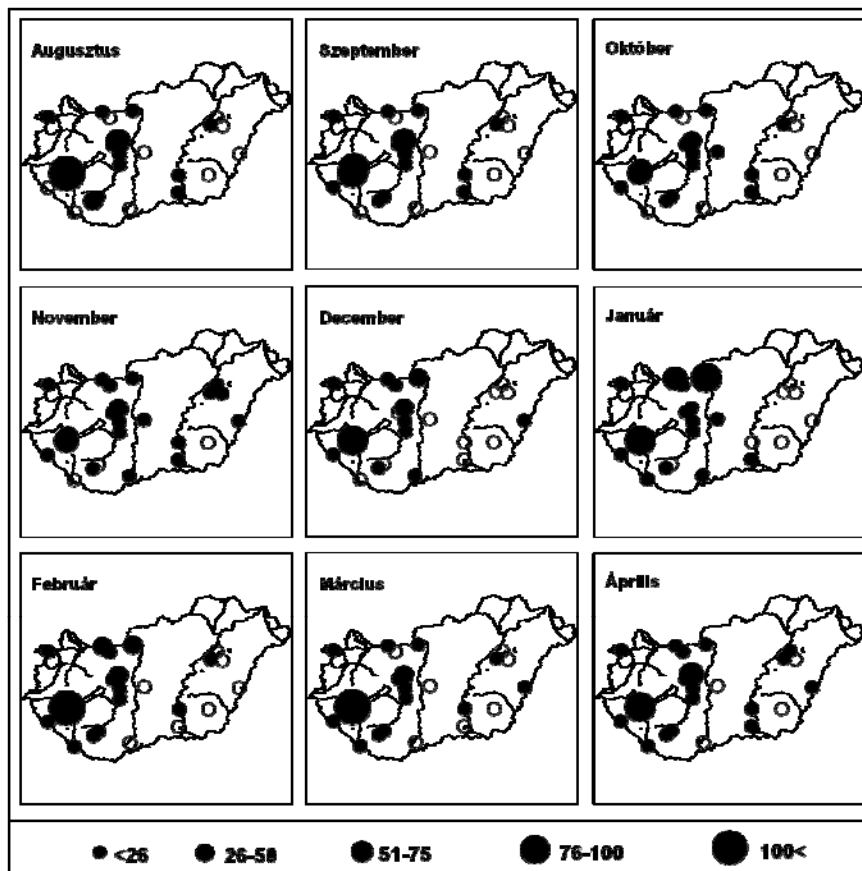 Augusztus
Szeptember
Október
November
December
Január
Február
Március
Április
<26
26-50
51-75
76-100
100<